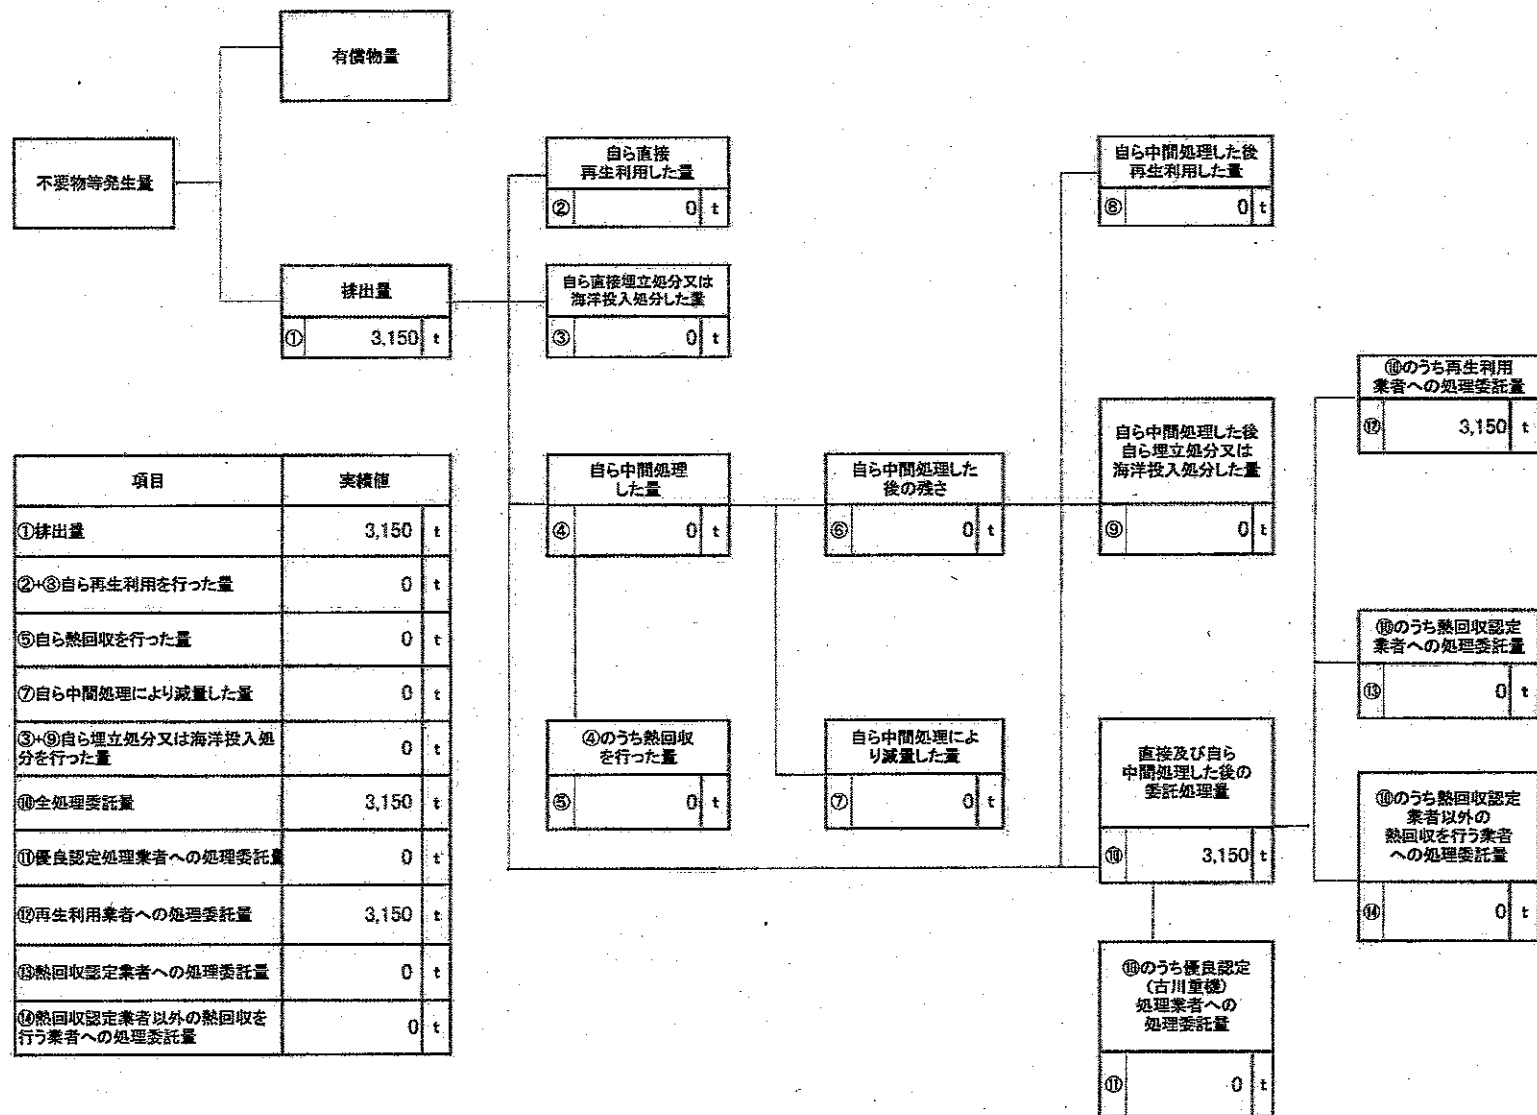 有償物量
不要物等発生量
排出量
① 3,150 t
自ら直接
再生利用した量
② 0 t
自ら直接埋立処分又は
海洋投入処分した量
③ 0 t
自ら中間処理
した量
④ 0 t
④のうち熱回収
を行った量
⑤ 0 t
自ら中間処理した
後の残さ
⑥ 0 t
自ら中間処理によ
り減量した量
⑦ 0 t
自ら中間処理した後
再生利用した量
⑧ 0 t
自ら中間処理した後
自ら埋立処分又は
海洋投入処分した量
⑨ 0 t
直接及び自ら
中間処理した後の
委託処理量
⑩ 3,150 t
⑩のうち優良認定
(古川重機)
処理業者への
処理委託量
⑪ 0 t
⑩のうち再生利用
業者への処理委託量
⑫ 3,150 t
⑩のうち熱回収認定
業者への処理委託量
⑬ 0 t
⑩のうち熱回収認定
業者以外の
熱回収を行う業者
への処理委託量
⑭ 0 t
項目 実績値
①排出量 3,150 t
②+⑧自ら再生利用を行った量 0 t
⑤自ら熱回収を行った量 0 t
⑦自ら中間処理により減量した量 0 t
③+⑨自ら埋立処分又は海洋投入処
分を行った量 0 t
⑩全処理委託量 3,150 t
⑪優良認定処理業者への処理委託量 0 t
⑫再生利用業者への処理委託量 3,150 t
⑬熱回収認定業者への処理委託量 0 t
⑭熱回収認定業者以外の熱回収を
行う業者への処理委託量 0 t